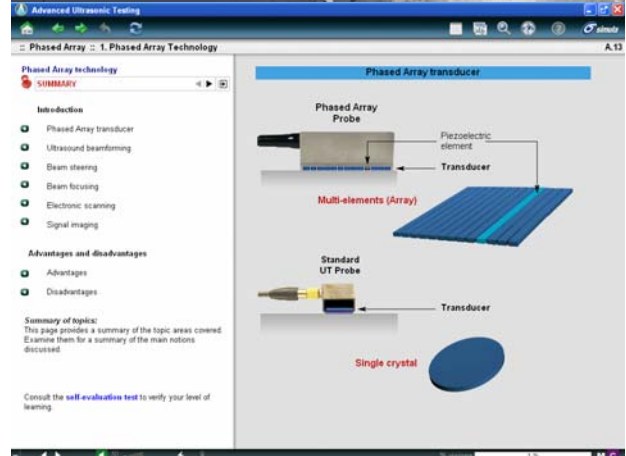 Advanced Ultrasonic Testing
simula
:: Phased Array :: 1. Phased Array Technology
A.13
Phased Array technology
SUMMARY
Introduction
Phased Array transducer
Ultrasound beamforming
Beam steering
Beam focusing
Electronic scanning
Signal imaging
Advantages and disadvantages
Advantages
Disadvantages
Summary of topics:
This page provides a summary of the topic areas covered.
Examine them for a summary of the main notions
discussed.
Consult the self-evaluation test to verify your level of
learning.
Phased Array transducer
Phased Array
Probe
Piezoelectric
element
Transducer
Multi-elements (Array)
Standard
UT Probe
Transducer
Single crystal